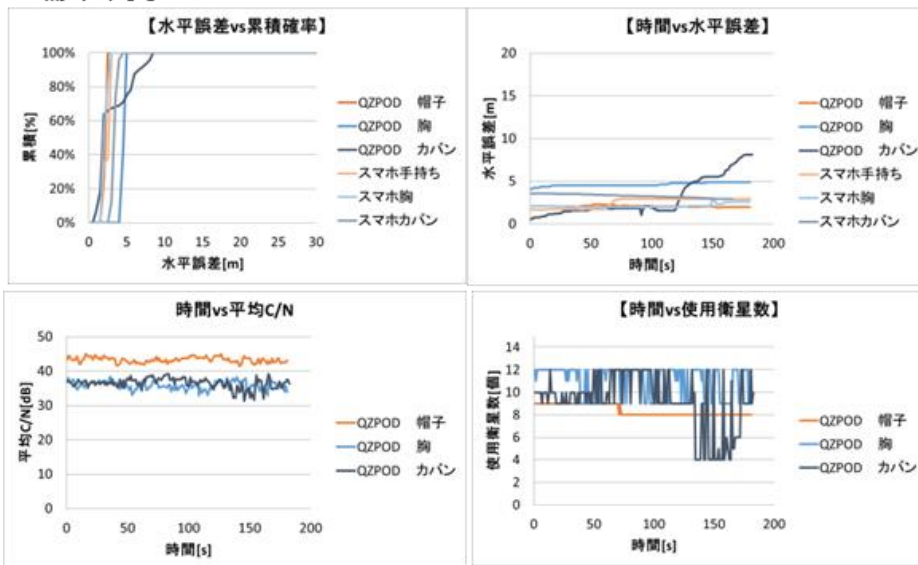 【水平誤差vs累積確率】
100%
80%
60%
40%
20%
0%
累積[%]
0 5 10 15 20 25 30
水平誤差[m]
QZPOD 帽子
QZPOD 胸
QZPOD カバン
スマホ手持ち
スマホ胸
スマホカバン
【時間vs水平誤差】
20
15
10
5
0
水平誤差[m]
0 50 100 150 200
時間[s]
QZPOD 帽子
QZPOD 胸
QZPOD カバン
スマホ手持ち
スマホ胸
スマホカバン
時間vs平均C/N
50
40
30
20
10
0
平均C/N[dB]
0 50 100 150 200
時間[s]
QZPOD 帽子
QZPOD 胸
QZPOD カバン
【時間vs使用衛星数】
14
12
10
8
6
4
2
0
使用衛星数[個]
0 50 100 150 200
時間[s]
QZPOD 帽子
QZPOD 胸
QZPOD カバン